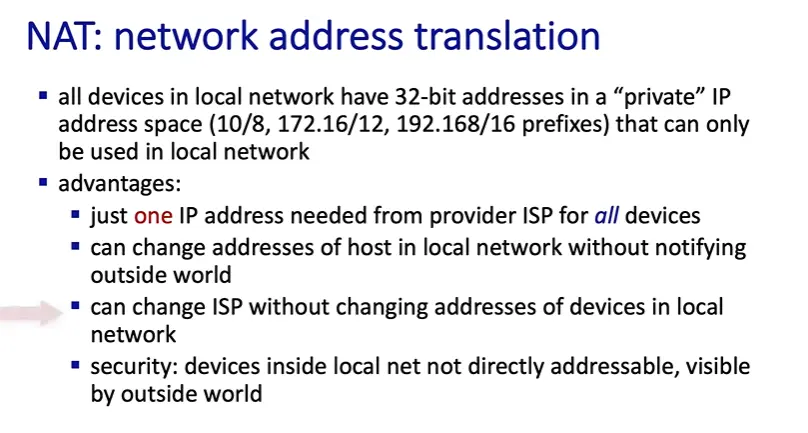 NAT: network address translation
▪ all devices in local network have 32-bit addresses in a “private” IP
address space (10/8, 172.16/12, 192.168/16 prefixes) that can only
be used in local network
▪ advantages:
▪ just one IP address needed from provider ISP for all devices
▪ can change addresses of host in local network without notifying
outside world
▪ can change ISP without changing addresses of devices in local
network
▪ security: devices inside local net not directly addressable, visible
by outside world